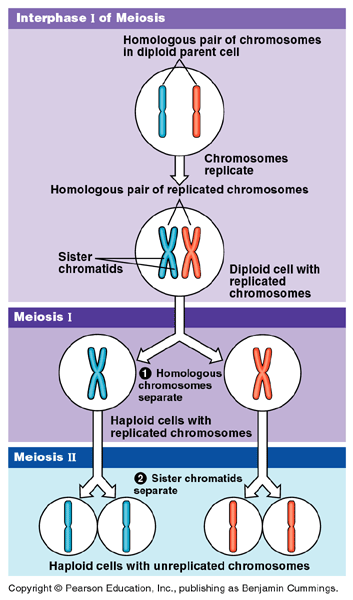 Interphase I of Meiosis
Homologous pair of chromosomes
in diploid parent cell
Chromosomes
replicate
Homologous pair of replicated chromosomes
Sister
chromatids
Diploid cell with
replicated
chromosomes
Meiosis I
1 Homologous
chromosomes
separate
Haploid cells with
replicated chromosomes
Meiosis II
2 Sister chromatids
separate
Haploid cells with unreplicated chromosomes
Copyright © Pearson Education, Inc., publishing as Benjamin Cummings.